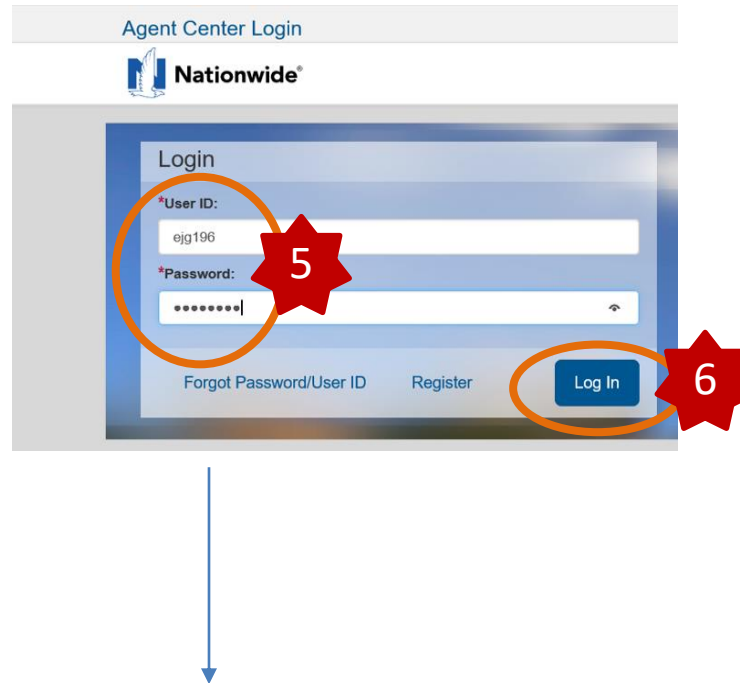 Agent Center Login
Nationwide®
Login
*User ID:
ejg196
5
*Password:
••••••••
Forgot Password/User ID Register Log In 6